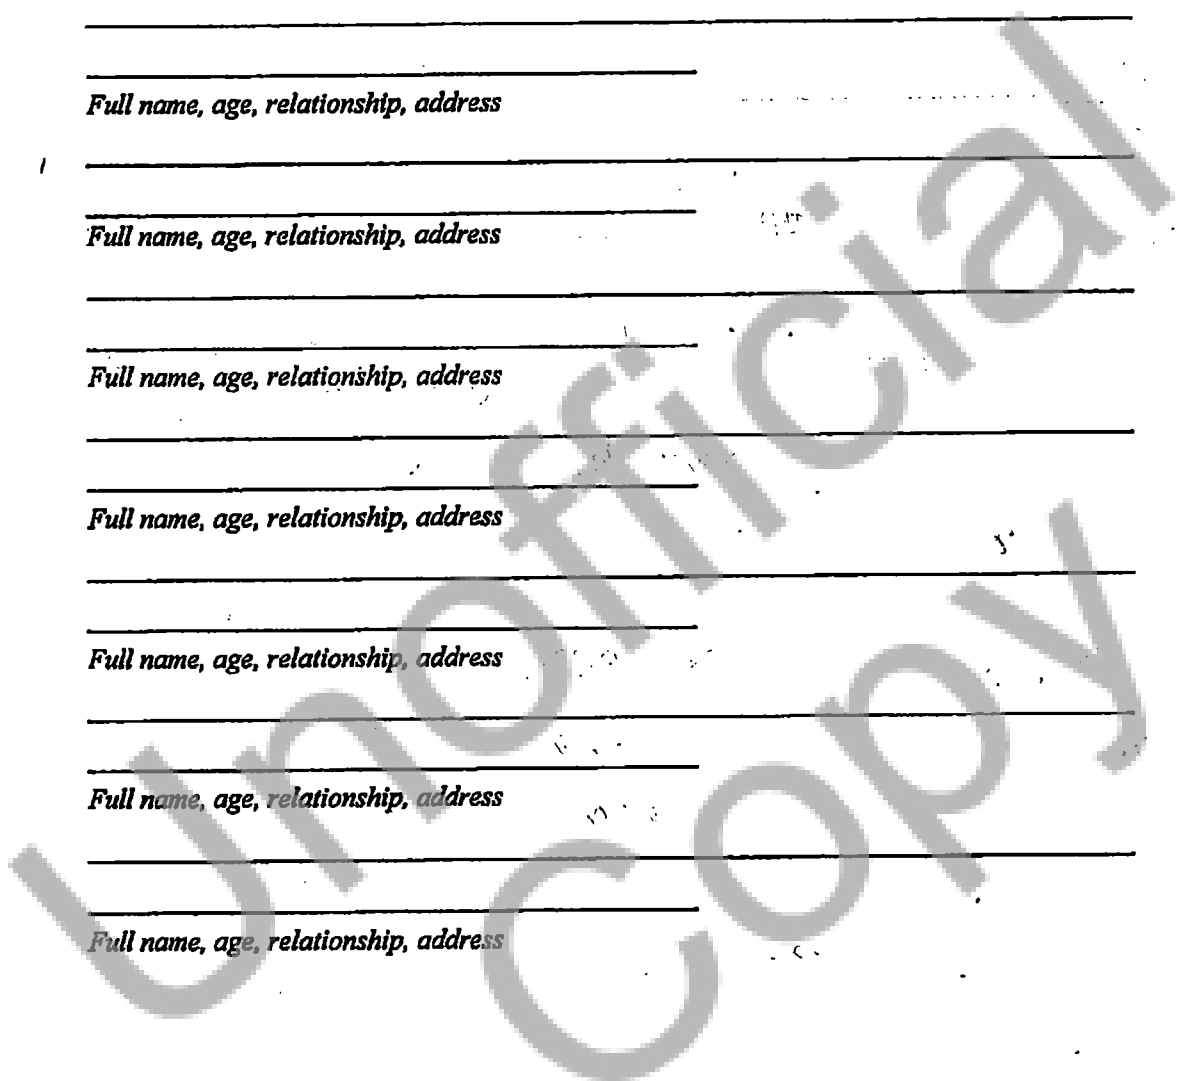 Full name, age, relationship, address
Full name, age, relationship, address
Full name, age, relationship, address
Full name, age, relationship, address
Full name, age, relationship, address
Full name, age, relationship, address
Full name, age, relationship, address
Unofficial
Copy